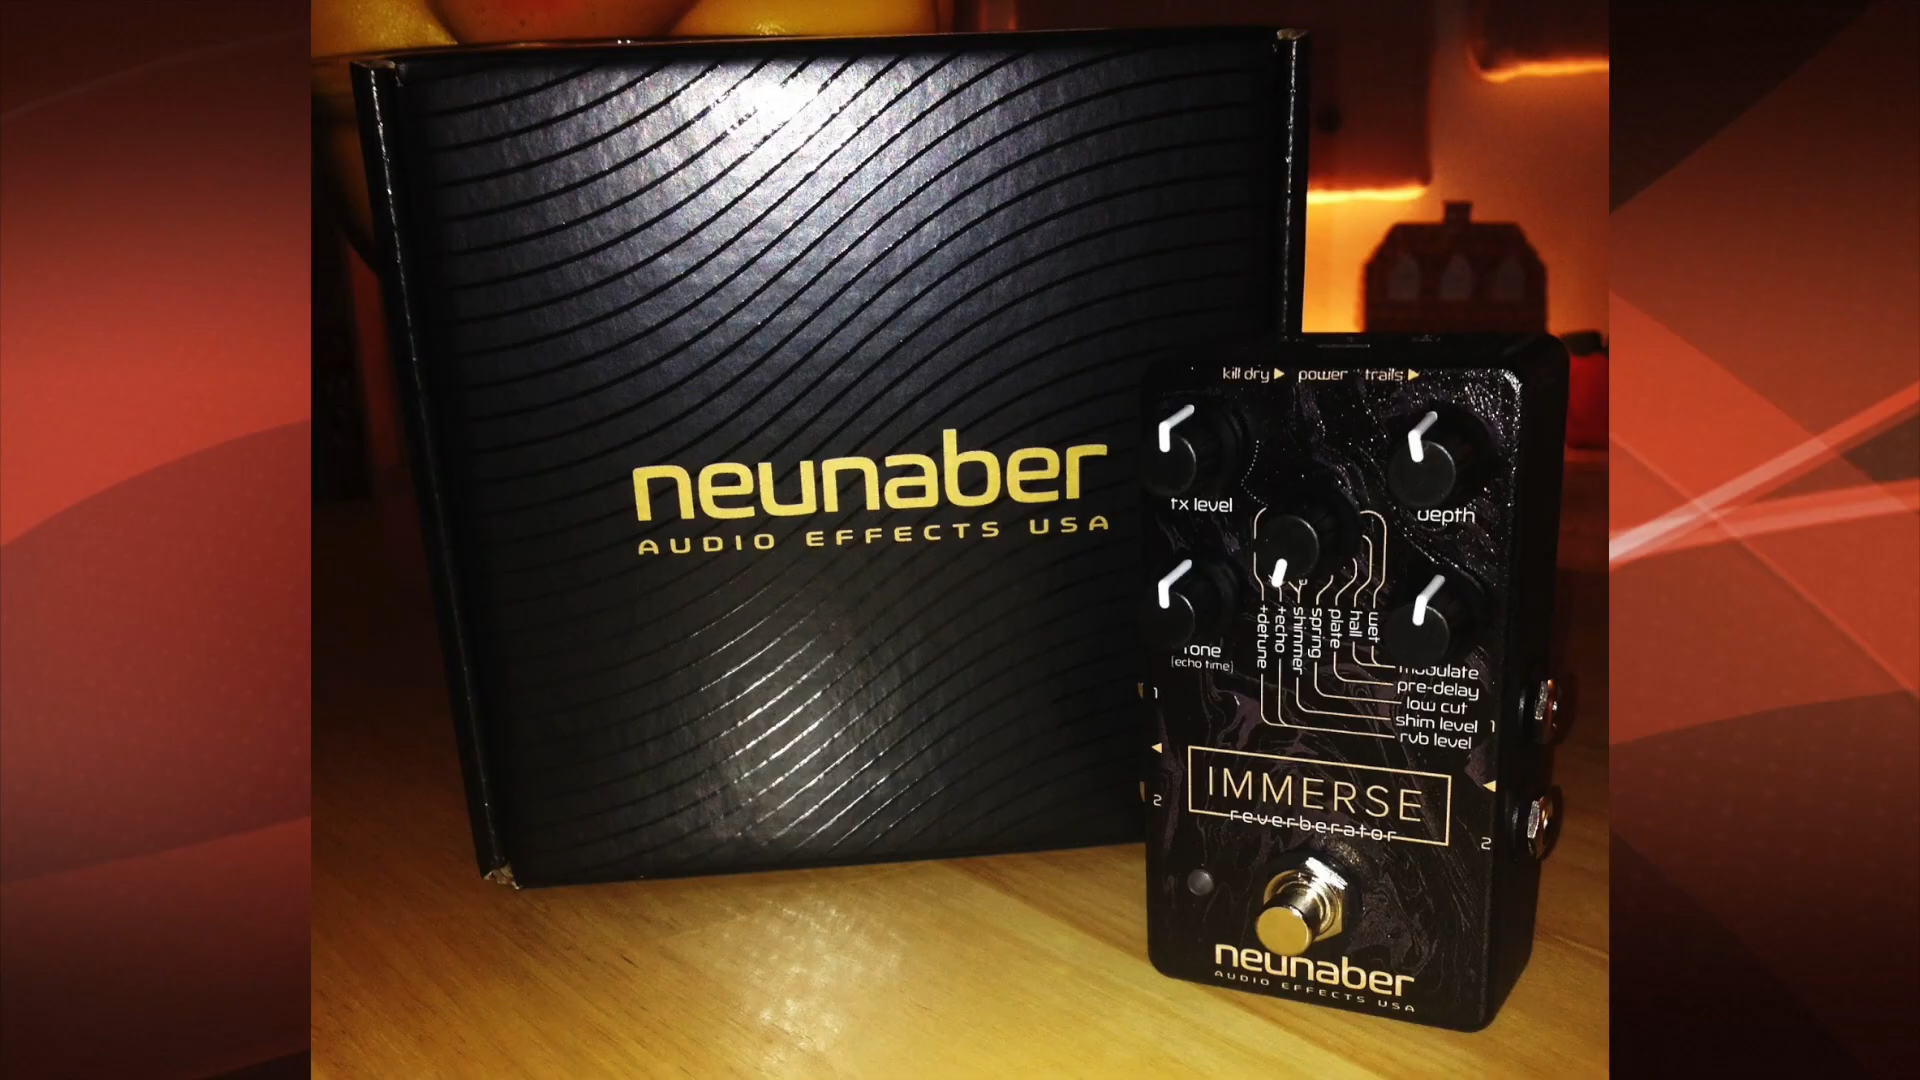 neunaber
AUDIO EFFECTS USA
kill dry power trails
tx level
depth
Tone
[echo time]
+detune
+echo
shimmer
spring
plate
hall
wet
modulate
pre-delay
low cut
shim level
rvb level
1
1
2
2
IMMERSE
reverberator
neunaber
AUDIO EFFECTS USA